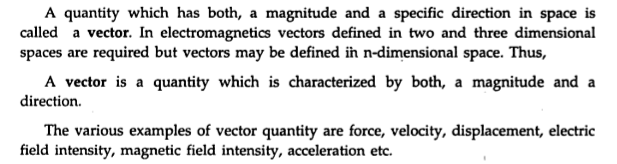 A quantity which has both, a magnitude and a specific direction in space is
called a vector. In electromagnetics vectors defined in two and three dimensional
spaces are required but vectors may be defined in n-dimensional space. Thus,
A vector is a quantity which is characterized by both, a magnitude and a
direction.
The various examples of vector quantity are force, velocity, displacement, electric
field intensity, magnetic field intensity, acceleration etc.